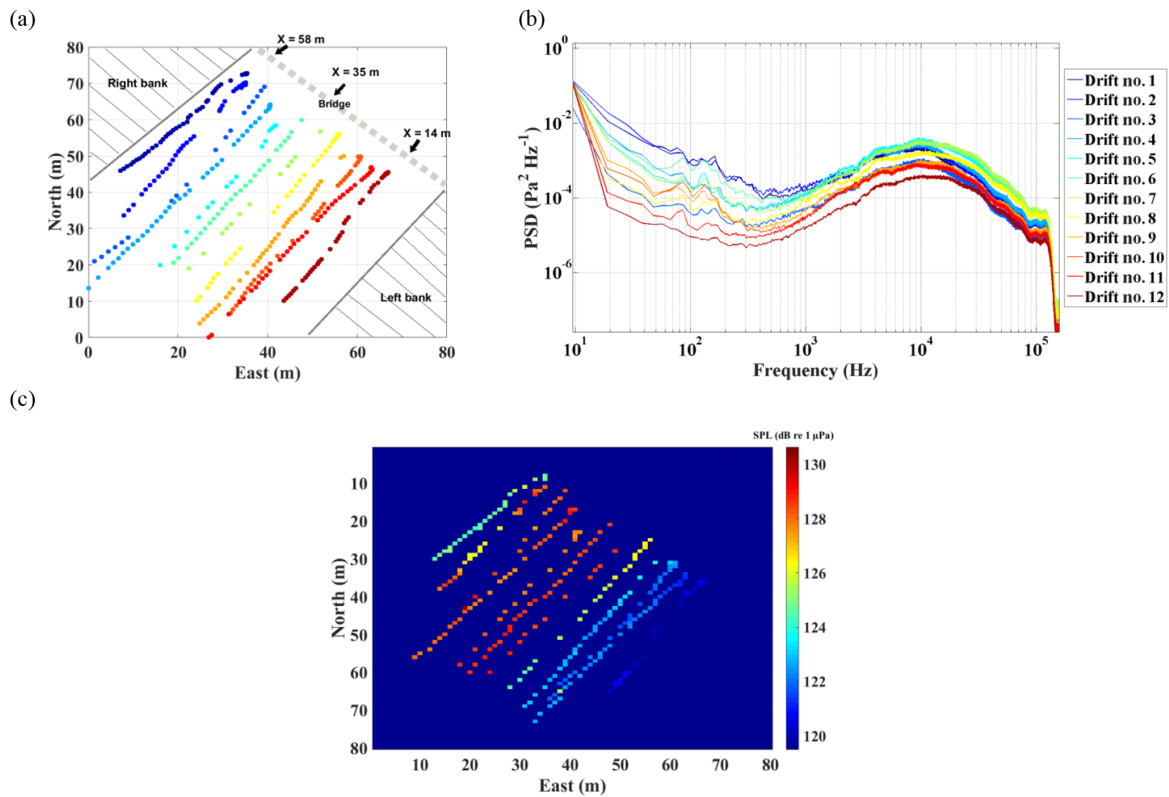 (a)
X = 58 m
X = 35 m
Bridge
X = 14 m
Right bank
Left bank
80
70
60
50
40
30
20
10
0
North (m)
0 20 40 60 80
East (m)
(b)
10^0
10^-2
10^-4
10^-6
PSD (Pa^2 Hz^-1)
10^1 10^2 10^3 10^4 10^5
Frequency (Hz)
Drift no. 1
Drift no. 2
Drift no. 3
Drift no. 4
Drift no. 5
Drift no. 6
Drift no. 7
Drift no. 8
Drift no. 9
Drift no. 10
Drift no. 11
Drift no. 12
(c)
SPL (dB re 1 µPa)
10
20
30
40
50
60
70
80
North (m)
10 20 30 40 50 60 70 80
East (m)
130
128
126
124
122
120